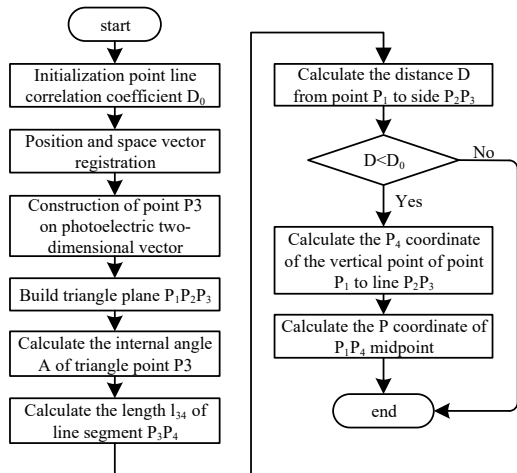 start
Initialization point line
correlation coefficient D₀
Position and space vector
registration
Construction of point P3
on photoelectric two-
dimensional vector
Build triangle plane P₁P₂P₃
Calculate the internal angle
A of triangle point P3
Calculate the length l₃₄ of
line segment P₃P₄
Calculate the distance D
from point P₁ to side P₂P₃
D<D₀
No
Yes
Calculate the P₄ coordinate
of the vertical point of point
P₁ to line P₂P₃
Calculate the P coordinate of
P₁P₄ midpoint
end